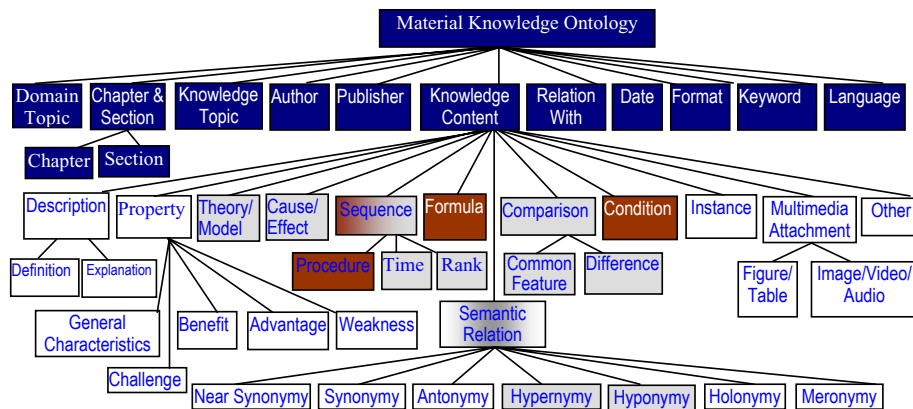 Material Knowledge Ontology
Domain
Topic
Chapter &
Section
Knowledge
Topic
Author
Publisher
Knowledge
Content
Relation
With
Date
Format
Keyword
Language
Chapter
Section
Description
Property
Theory/
Model
Cause/
Effect
Sequence
Formula
Comparison
Condition
Instance
Multimedia
Attachment
Other
Definition
Explanation
Procedure
Time
Rank
Common
Feature
Difference
Figure/
Table
Image/Video/
Audio
General
Characteristics
Benefit
Advantage
Weakness
Semantic
Relation
Challenge
Near Synonymy
Synonymy
Antonymy
Hypernymy
Hyponymy
Holonymy
Meronymy